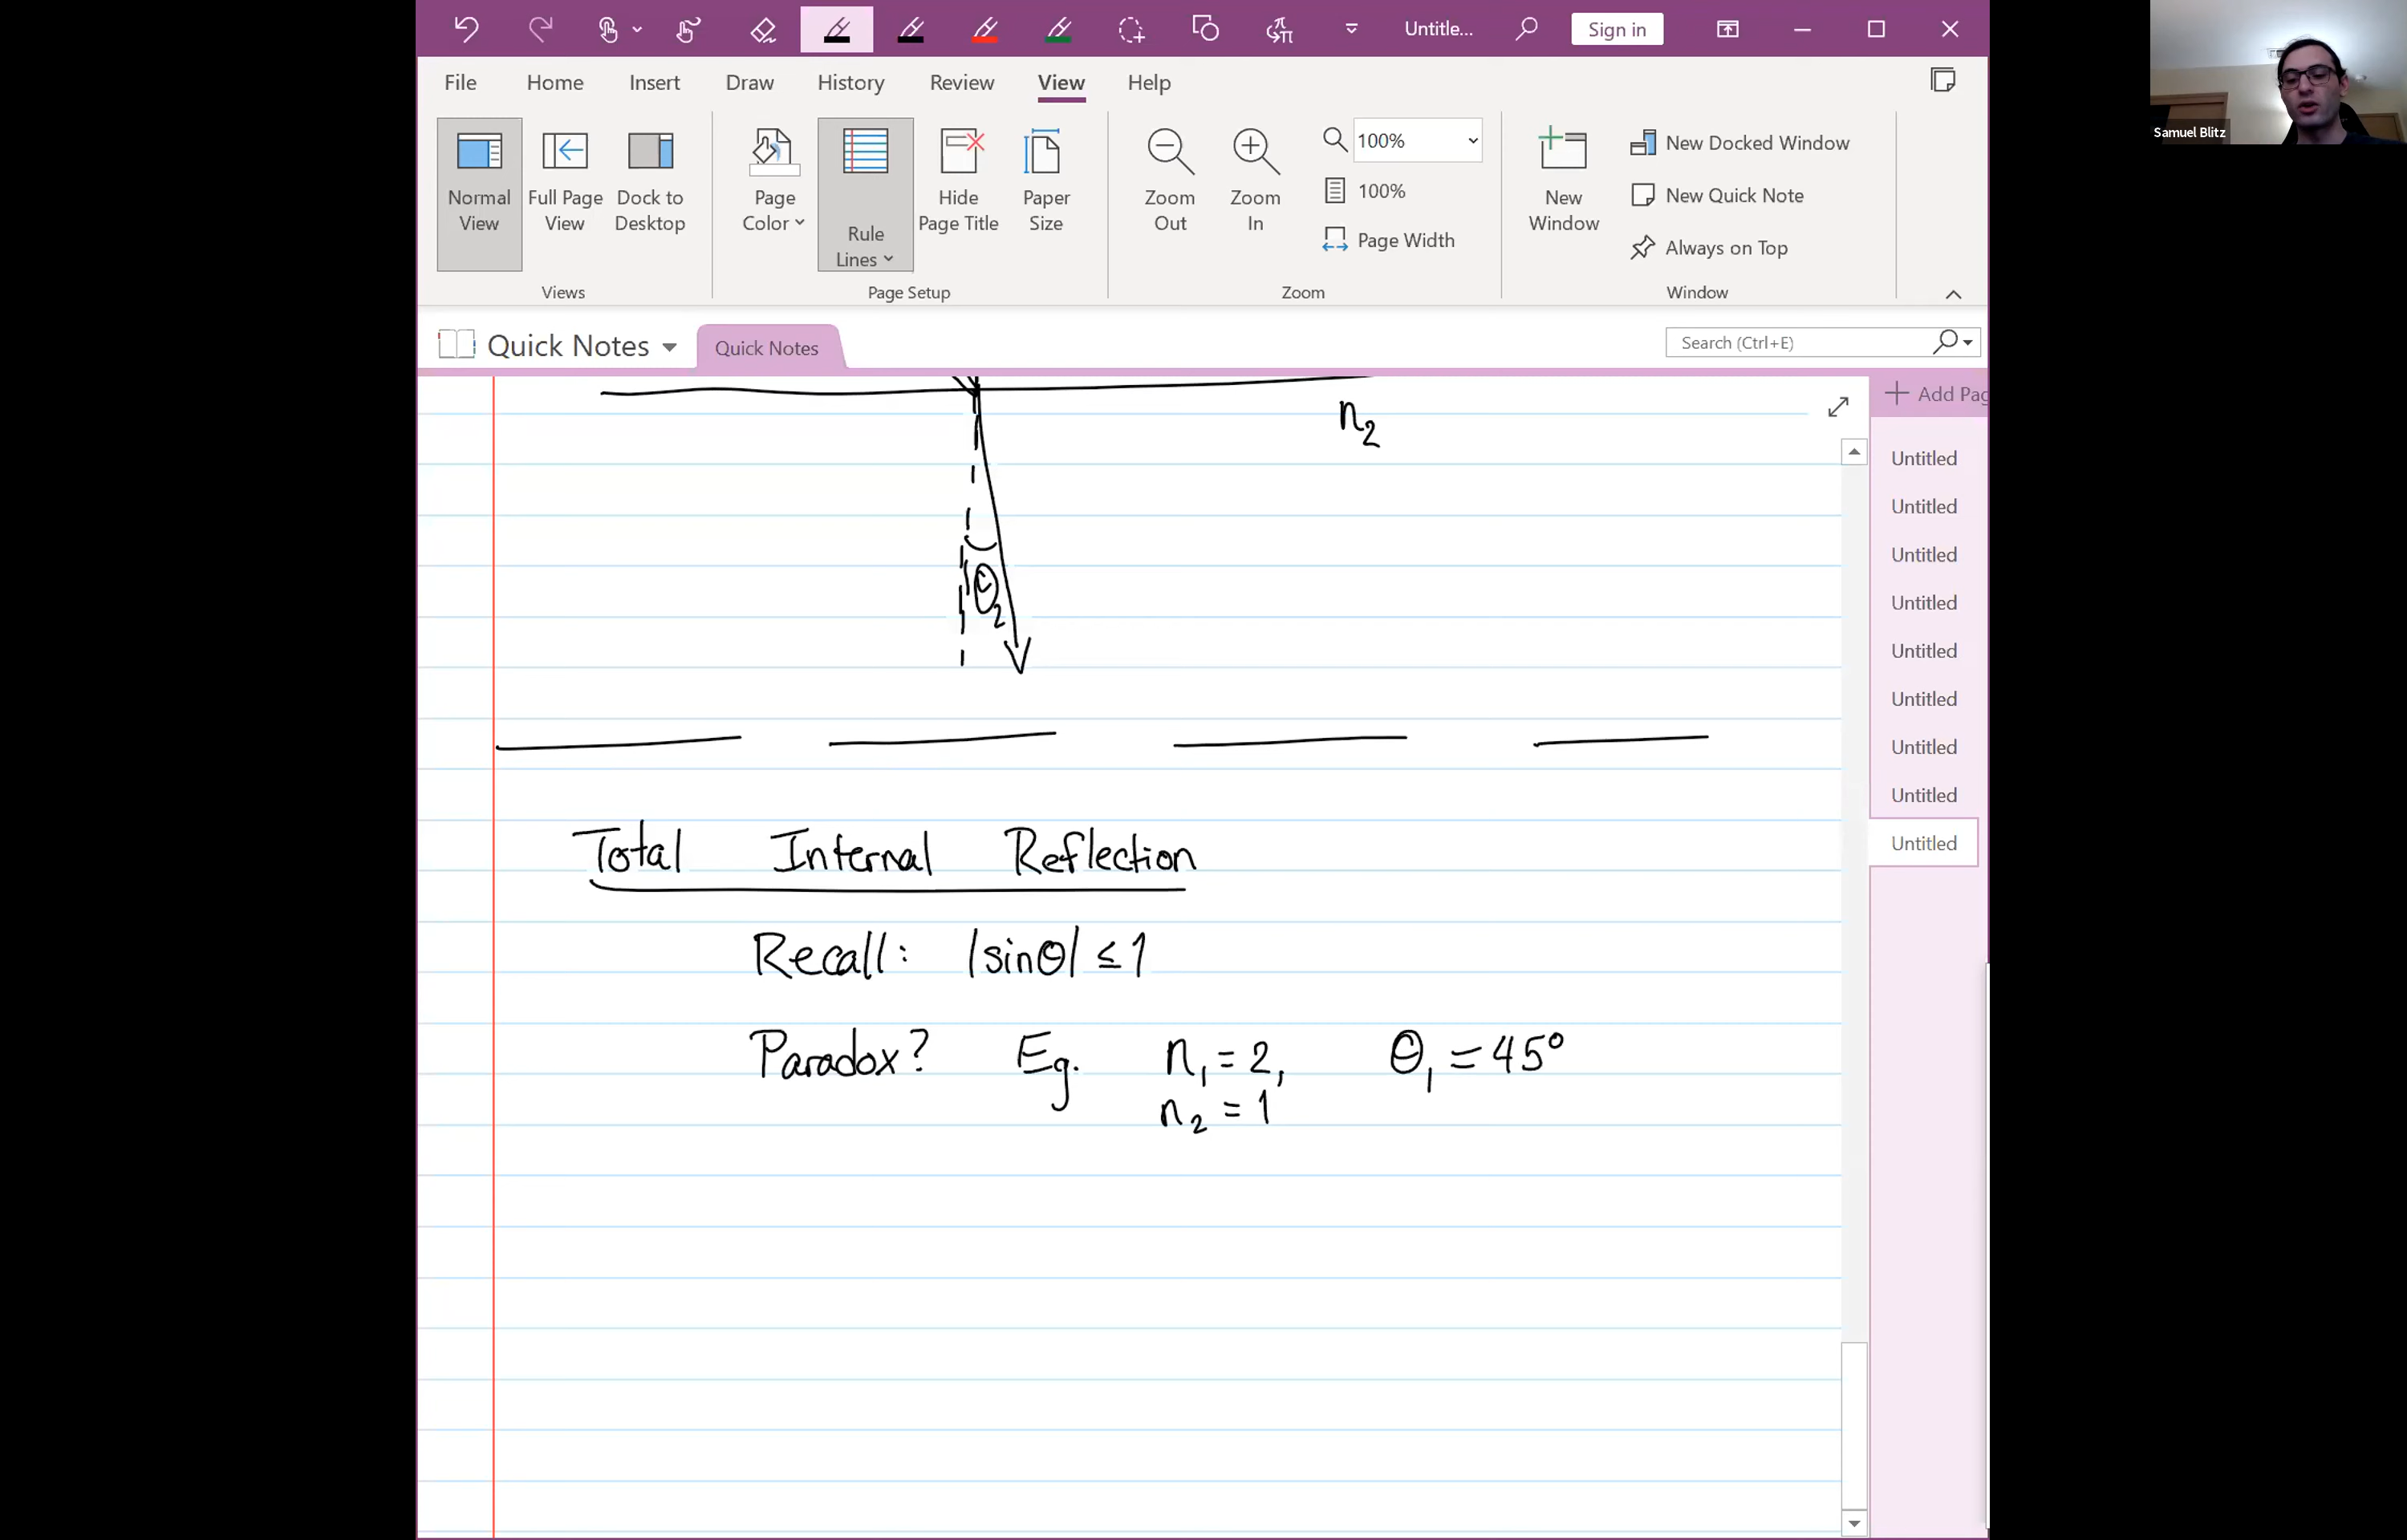 Untitle...
Sign in
File Home Insert Draw History Review View Help
Normal View
Full Page View
Dock to Desktop
Page Color
Rule Lines
Hide Page Title
Paper Size
Zoom Out
Zoom In
100%
100%
Page Width
New Window
New Docked Window
New Quick Note
Always on Top
Views
Page Setup
Zoom
Window
Quick Notes
Quick Notes
Search (Ctrl+E)
Add Pag
Untitled
Untitled
Untitled
Untitled
Untitled
Untitled
Untitled
Untitled
Untitled
n₂
θ₂
Total Internal Reflection
Recall: |sinθ| ≤ 1
Paradox? Eg. n₁ = 2, θ₁ = 45°
n₂ = 1
Samuel Blitz